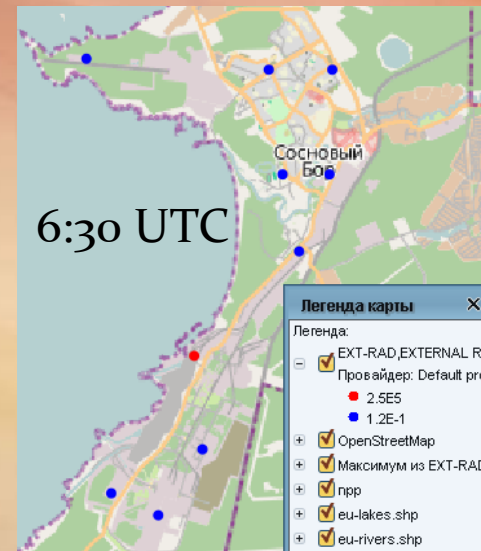 Сосновый
Бор
6:30 UTC
Легенда карты
Легенда:
EXT-RAD,EXTERNAL R
Провайдер: Default pr
2.5E5
1.2E-1
OpenStreetMap
Максимум из EXT-RAD
npp
eu-lakes.shp
eu-rivers.shp